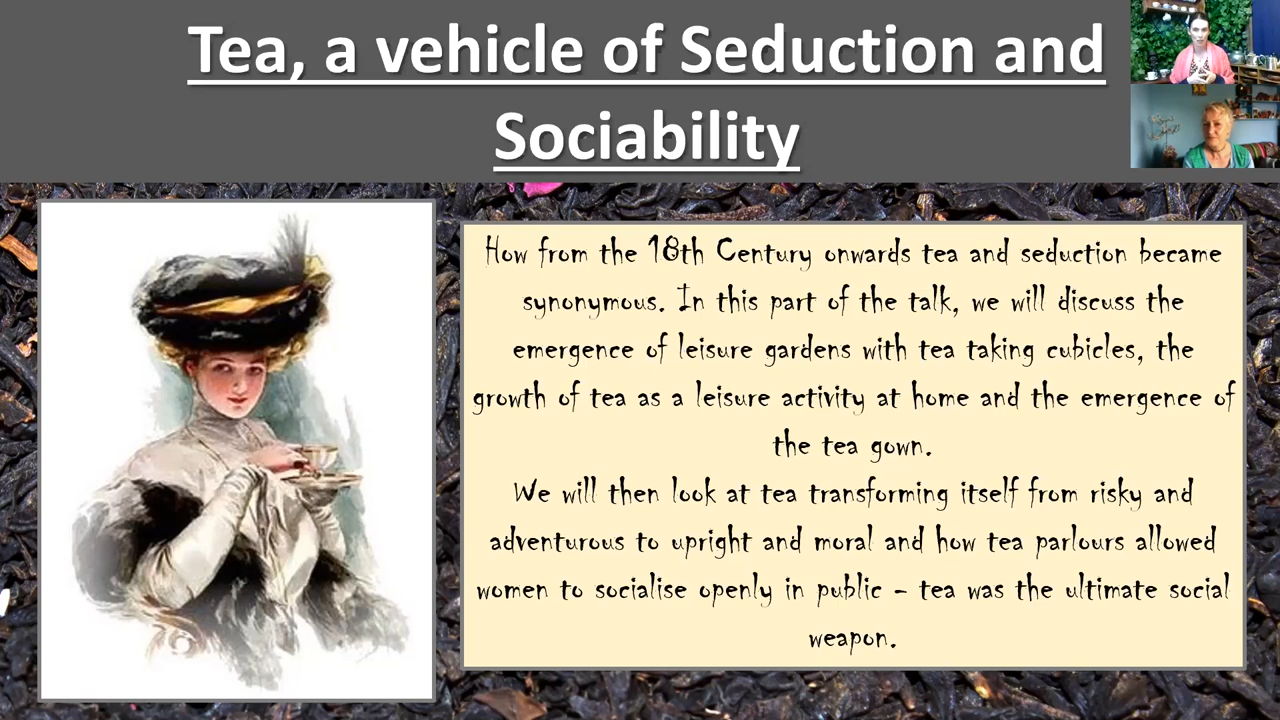 Tea, a vehicle of Seduction and
Sociability
How from the 18th Century onwards tea and seduction became
synonymous. In this part of the talk, we will discuss the
emergence of leisure gardens with tea taking cubicles, the
growth of tea as a leisure activity at home and the emergence of
the tea gown.
We will then look at tea transforming itself from risky and
adventurous to upright and moral and how tea parlours allowed
women to socialise openly in public - tea was the ultimate social
weapon.